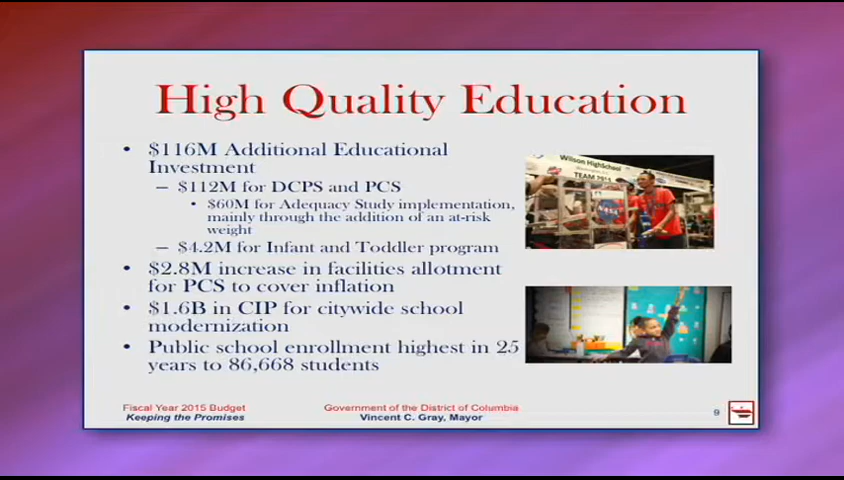 High Quality Education
• $116M Additional Educational
Investment
– $112M for DCPS and PCS
• $60M for Adequacy Study implementation,
mainly through the addition of an at-risk
weight
– $4.2M for Infant and Toddler program
• $2.8M increase in facilities allotment
for PCS to cover inflation
• $1.6B in CIP for citywide school
modernization
• Public school enrollment highest in 25
years to 86,668 students
Wilson HighSchool
TEAM
NASA
Fiscal Year 2015 Budget
Keeping the Promises
Government of the District of Columbia
Vincent C. Gray, Mayor
9